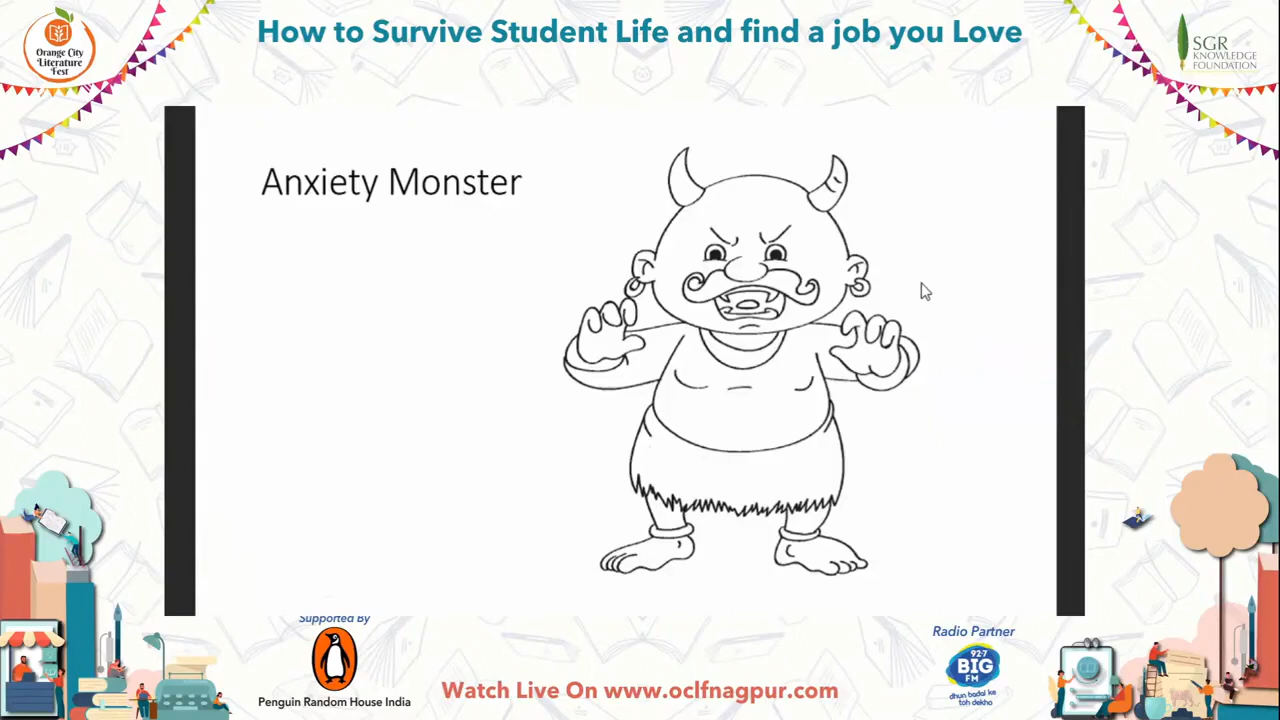 How to Survive Student Life and find a job you Love
Orange City
Literature
Fest
SGR
KNOWLEDGE
FOUNDATION
Anxiety Monster
Supported By
Penguin Random House India
Radio Partner
92.7
BIG
FM
dhun badal ke
toh dekho
Watch Live On www.oclfnagpur.com